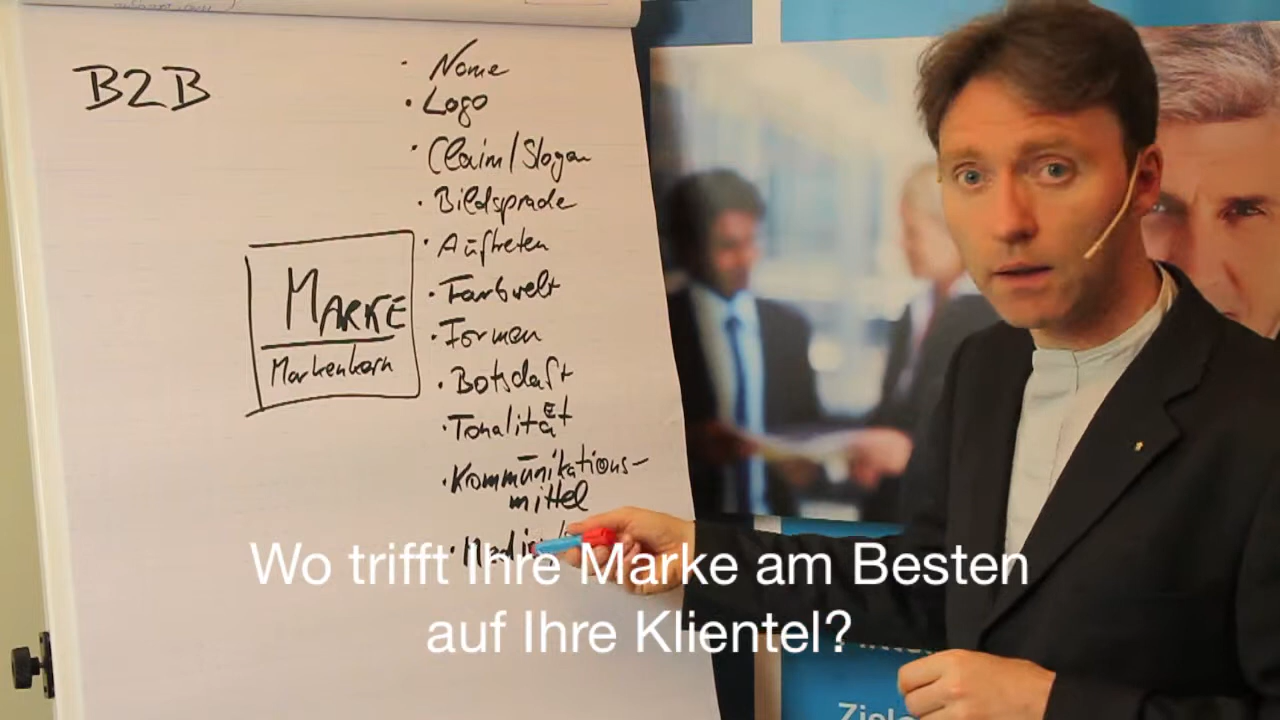 B2B
· Name
· Logo
· Claim/Slogan
· Bildsprache
· Auftreten
· Farbwelt
· Formen
· Botschaft
· Tonalität
· Kommunikations-
mittel
MARKE
Markenkern
Wo trifft Ihre Marke am Besten
auf Ihre Klientel?